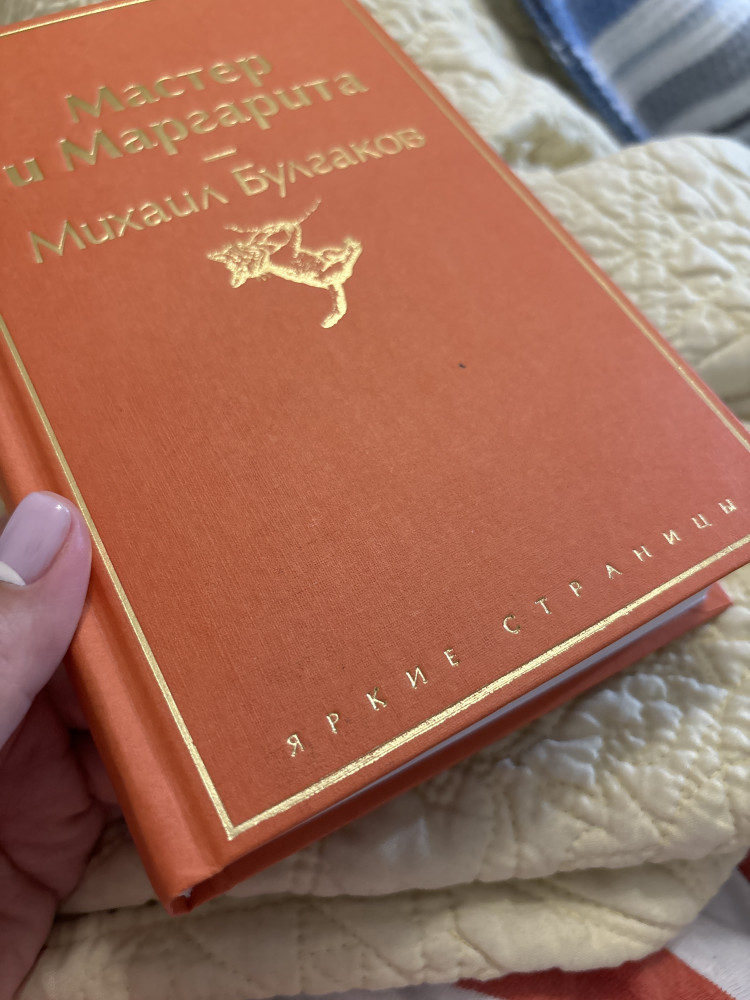 Мастер
и Маргарита
—
Михаил Булгаков
ЯРКИЕ СТРАНИЦЫ